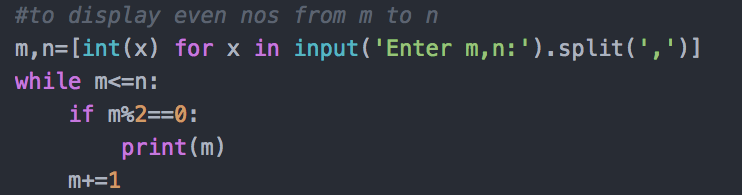 #to display even nos from m to n
m,n=[int(x) for x in input('Enter m,n:').split(',')]
while m<=n:
    if m%2==0:
        print(m)
    m+=1